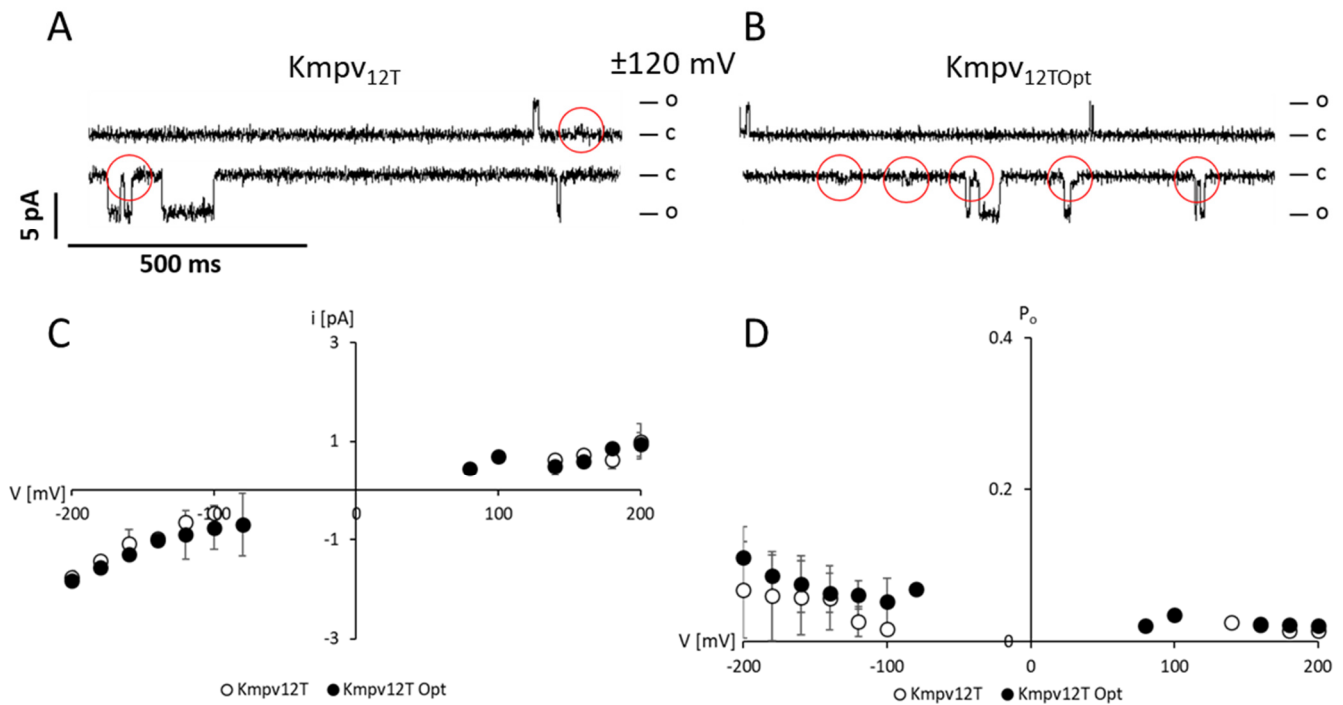 A
B
Kmpv12T
±120 mV
Kmpv12TOpt
O
C
C
O
O
C
C
O
5 pA
500 ms
C
i [pA]
3
1
-1
-3
V [mV]
-200
-100
0
100
200
Kmpv12T
Kmpv12T Opt
D
Po
0.4
0.2
0
V [mV]
-200
-100
0
100
200
Kmpv12T
Kmpv12T Opt